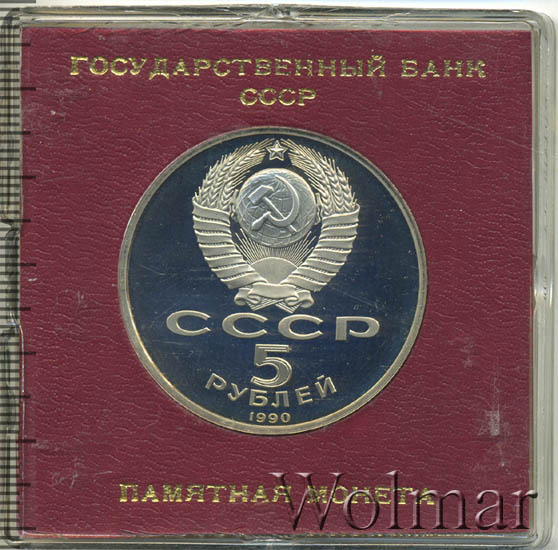 ГОСУДАРСТВЕННЫЙ БАНК
СССР
СССР
5
РУБЛЕЙ
1990
ПАМЯТНАЯ МОНЕТА
Wolmar